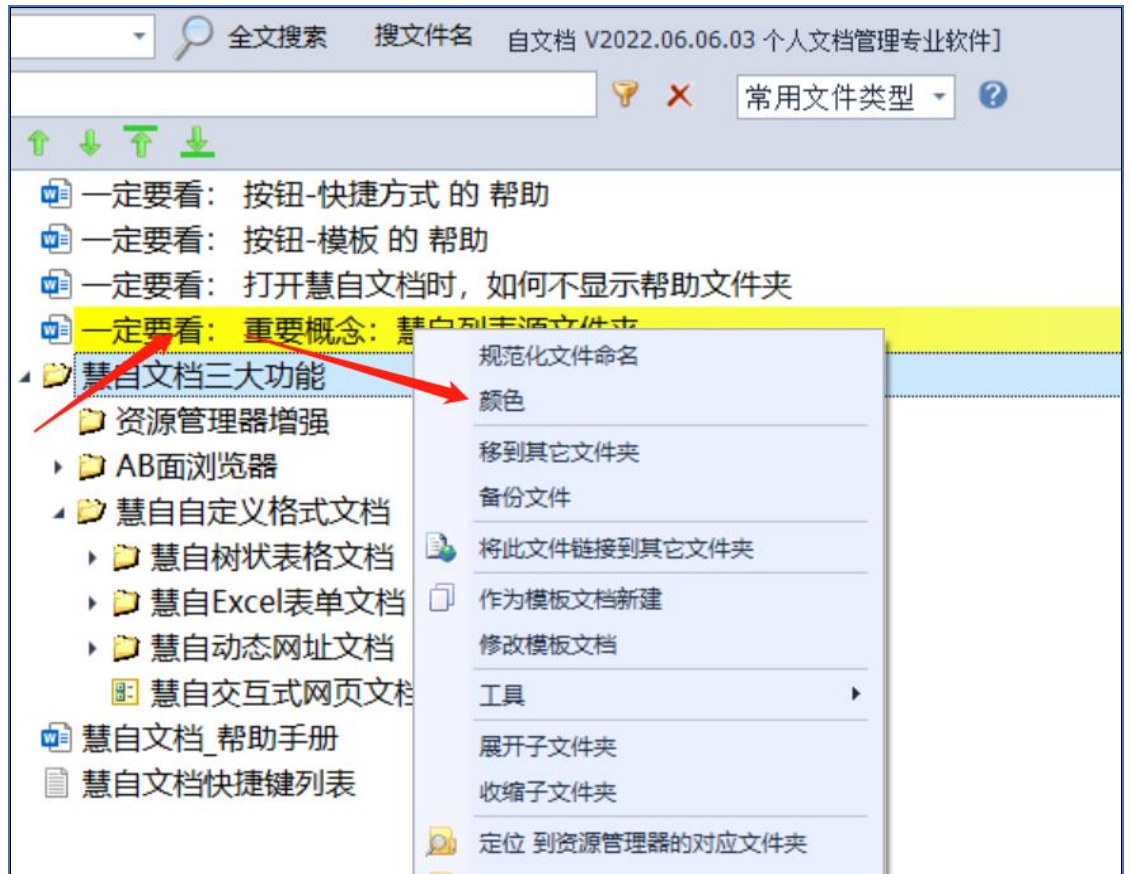 全文搜索 搜文件名 自文档 V2022.06.06.03 个人文档管理专业软件]
常用文件类型
一定要看： 按钮-快捷方式 的 帮助
一定要看： 按钮-模板 的 帮助
一定要看： 打开慧自文档时，如何不显示帮助文件夹
一定要看： 重要概念：慧自列表源文件夹
慧自文档三大功能
资源管理器增强
AB面浏览器
慧自自定义格式文档
慧自树状表格文档
慧自Excel表单文档
慧自动态网址文档
慧自交互式网页文档
慧自文档_帮助手册
慧自文档快捷键列表
规范化文件命名
颜色
移到其它文件夹
备份文件
将此文件链接到其它文件夹
作为模板文档新建
修改模板文档
工具
展开子文件夹
收缩子文件夹
定位 到资源管理器的对应文件夹